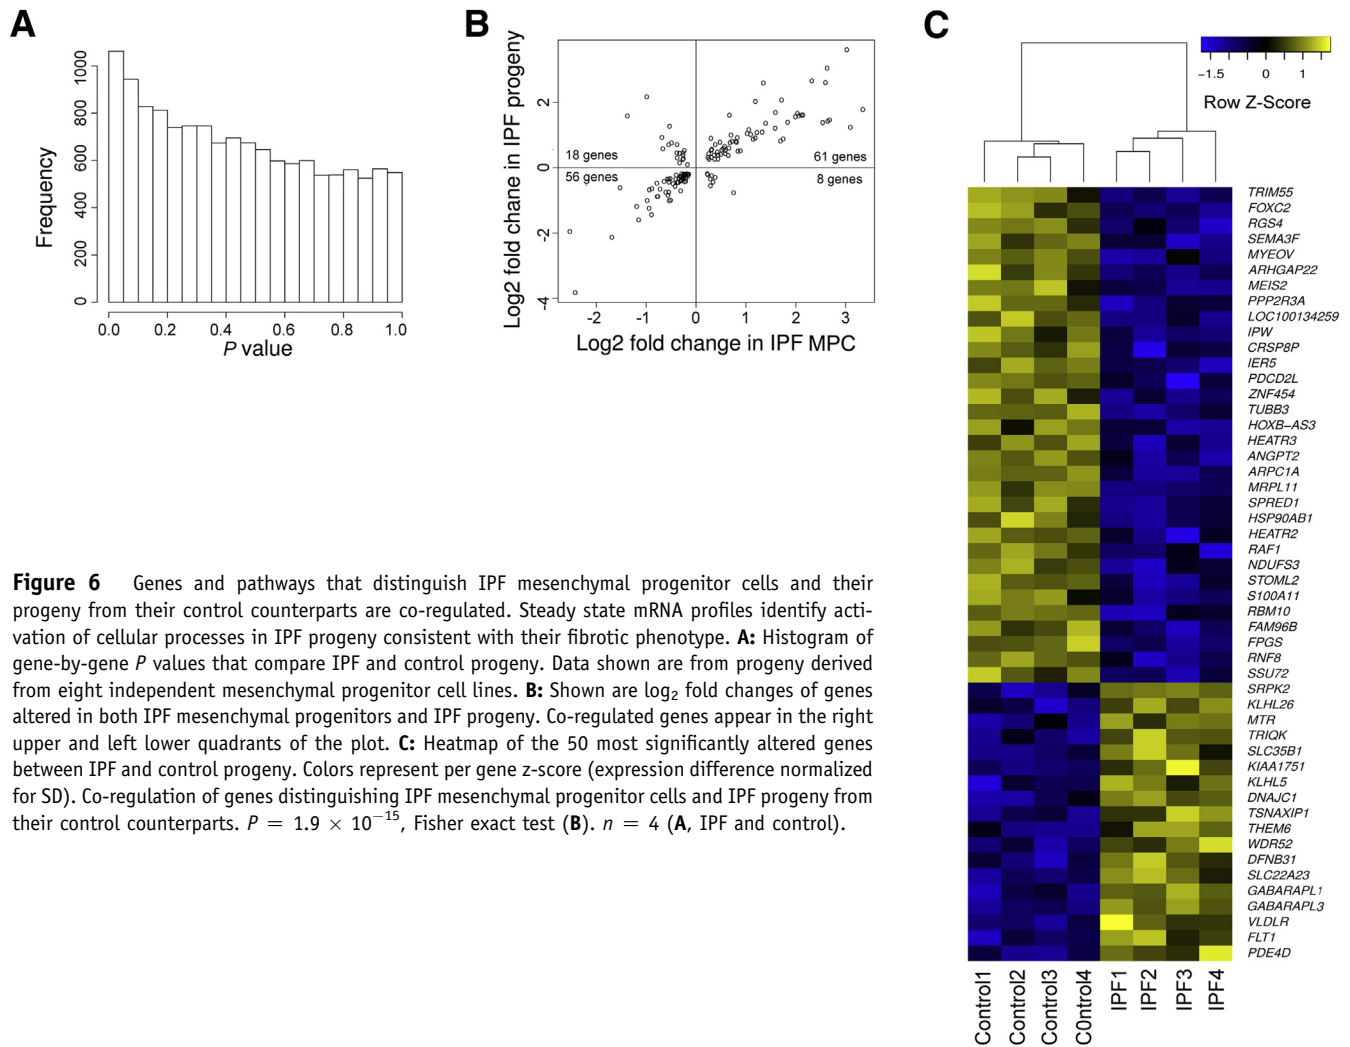 A
Frequency
0
200
400
600
800
1000
0.0
0.2
0.4
0.6
0.8
1.0
P value
B
Log2 fold chane in IPF progeny
2
0
-2
-4
18 genes
56 genes
61 genes
8 genes
-2
-1
0
1
2
3
Log2 fold change in IPF MPC
C
−1.5
0
1
Row Z-Score
TRIM55
FOXC2
RGS4
SEMA3F
MYEOV
ARHGAP22
MEIS2
PPP2R3A
LOC100134259
IPW
CRSP8P
IER5
PDCD2L
ZNF454
TUBB3
HOXB−AS3
HEATR3
ANGPT2
ARPC1A
MRPL11
SPRED1
HSP90AB1
HEATR2
RAF1
NDUFS3
STOML2
S100A11
RBM10
FAM96B
FPGS
RNF8
SSU72
SRPK2
KLHL26
MTR
TRIQK
SLC35B1
KIAA1751
KLHL5
DNAJC1
TSNAXIP1
THEM6
WDR52
DFNB31
SLC22A23
GABARAPL1
GABARAPL3
VLDLR
FLT1
PDE4D
Control1
Control2
Control3
C0ntrol4
IPF1
IPF2
IPF3
IPF4
Figure 6 Genes and pathways that distinguish IPF mesenchymal progenitor cells and their
progeny from their control counterparts are co-regulated. Steady state mRNA profiles identify acti-
vation of cellular processes in IPF progeny consistent with their fibrotic phenotype. A: Histogram of
gene-by-gene P values that compare IPF and control progeny. Data shown are from progeny derived
from eight independent mesenchymal progenitor cell lines. B: Shown are log₂ fold changes of genes
altered in both IPF mesenchymal progenitors and IPF progeny. Co-regulated genes appear in the right
upper and left lower quadrants of the plot. C: Heatmap of the 50 most significantly altered genes
between IPF and control progeny. Colors represent per gene z-score (expression difference normalized
for SD). Co-regulation of genes distinguishing IPF mesenchymal progenitor cells and IPF progeny from
their control counterparts. P = 1.9 × 10⁻¹⁵, Fisher exact test (B). n = 4 (A, IPF and control).